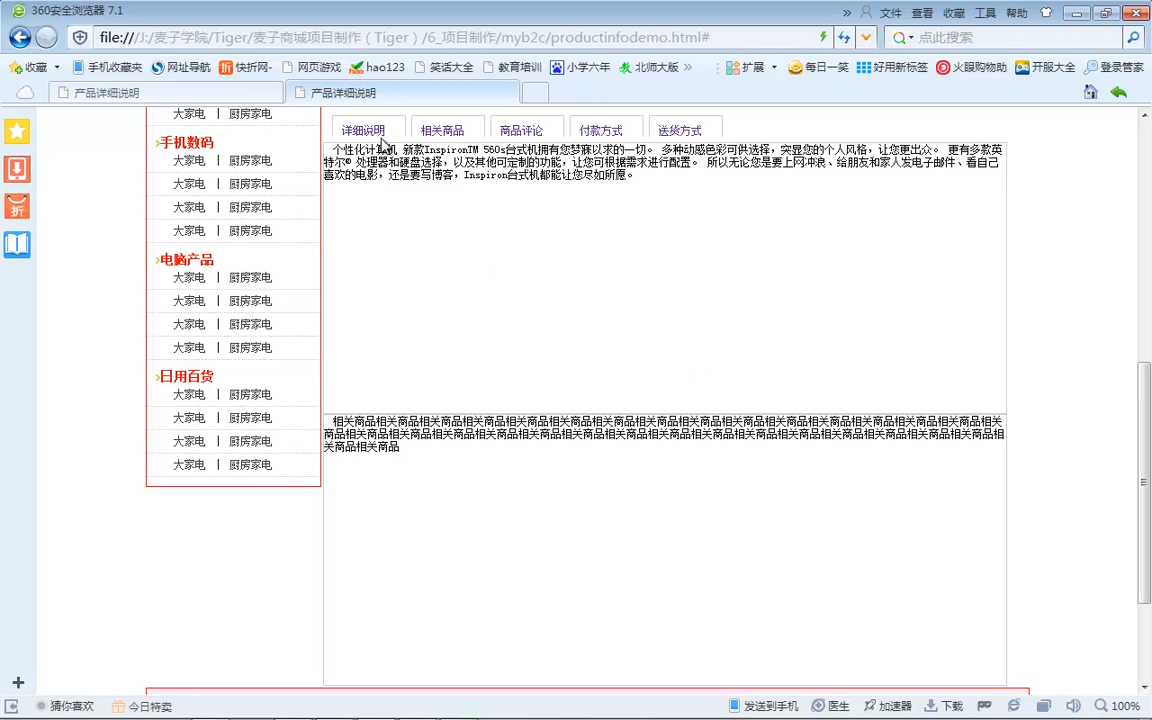 360安全浏览器 7.1
» 文件 查看 收藏 工具 帮助
file:///J:/麦子学院/Tiger/麦子商城项目制作（Tiger）/6_项目制作/myb2c/productinfodemo.html#
点此搜索
收藏 手机收藏夹 网址导航 快折网- 网页游戏 hao123 笑话大全 教育培训 小学六年 北师大版 » 扩展 每日一笑 好用新标签 火眼购物助 开服大全 登录管家
产品详细说明 产品详细说明
大家电 | 厨房家电
›手机数码
大家电 | 厨房家电
大家电 | 厨房家电
大家电 | 厨房家电
大家电 | 厨房家电
›电脑产品
大家电 | 厨房家电
大家电 | 厨房家电
大家电 | 厨房家电
大家电 | 厨房家电
›日用百货
大家电 | 厨房家电
大家电 | 厨房家电
大家电 | 厨房家电
大家电 | 厨房家电
详细说明 相关商品 商品评论 付款方式 送货方式
个性化计算机 新款InspironTM 560s台式机拥有您梦寐以求的一切。 多种动感色彩可供选择，突显您的个人风格，让您更出众。 更有多款英
特尔® 处理器和硬盘选择，以及其他可定制的功能，让您可根据需求进行配置。 所以无论您是要上网冲浪、给朋友和家人发电子邮件、看自己
喜欢的电影，还是要写博客，Inspiron台式机都能让您尽如所愿。
相关商品相关商品相关商品相关商品相关商品相关商品相关商品相关商品相关商品相关商品相关商品相关商品相关商品相关商品相关商品相关
商品相关商品相关商品相关商品相关商品相关商品相关商品相关商品相关商品相关商品相关商品相关商品相关商品相关商品相关商品相关商品相
关商品相关商品
折
猜你喜欢 今日特卖
发送到手机 医生 加速器 下载 100%